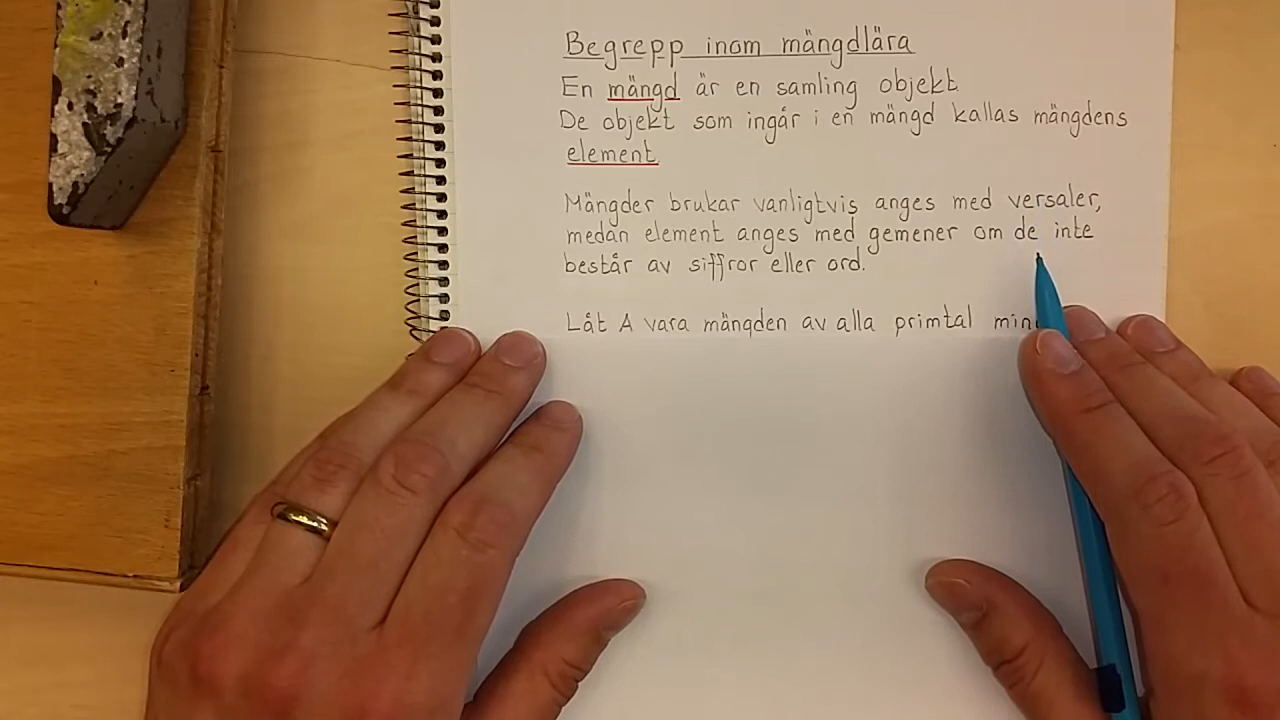 Begrepp inom mängdlära
En mängd är en samling objekt.
De objekt som ingår i en mängd kallas mängdens
element.
Mängder brukar vanligtvis anges med versaler,
medan element anges med gemener om de inte
består av siffror eller ord.
Låt A vara mängden av alla primtal